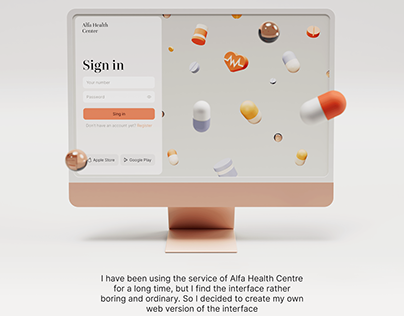 Alfa Health
Centre
Sign in
Your number
Password
Sing in
Don't have an account yet? Register
Apple Store
Google Play
I have been using the service of Alfa Health Centre
for a long time, but I find the interface rather
boring and ordinary. So I decided to create my own
web version of the interface